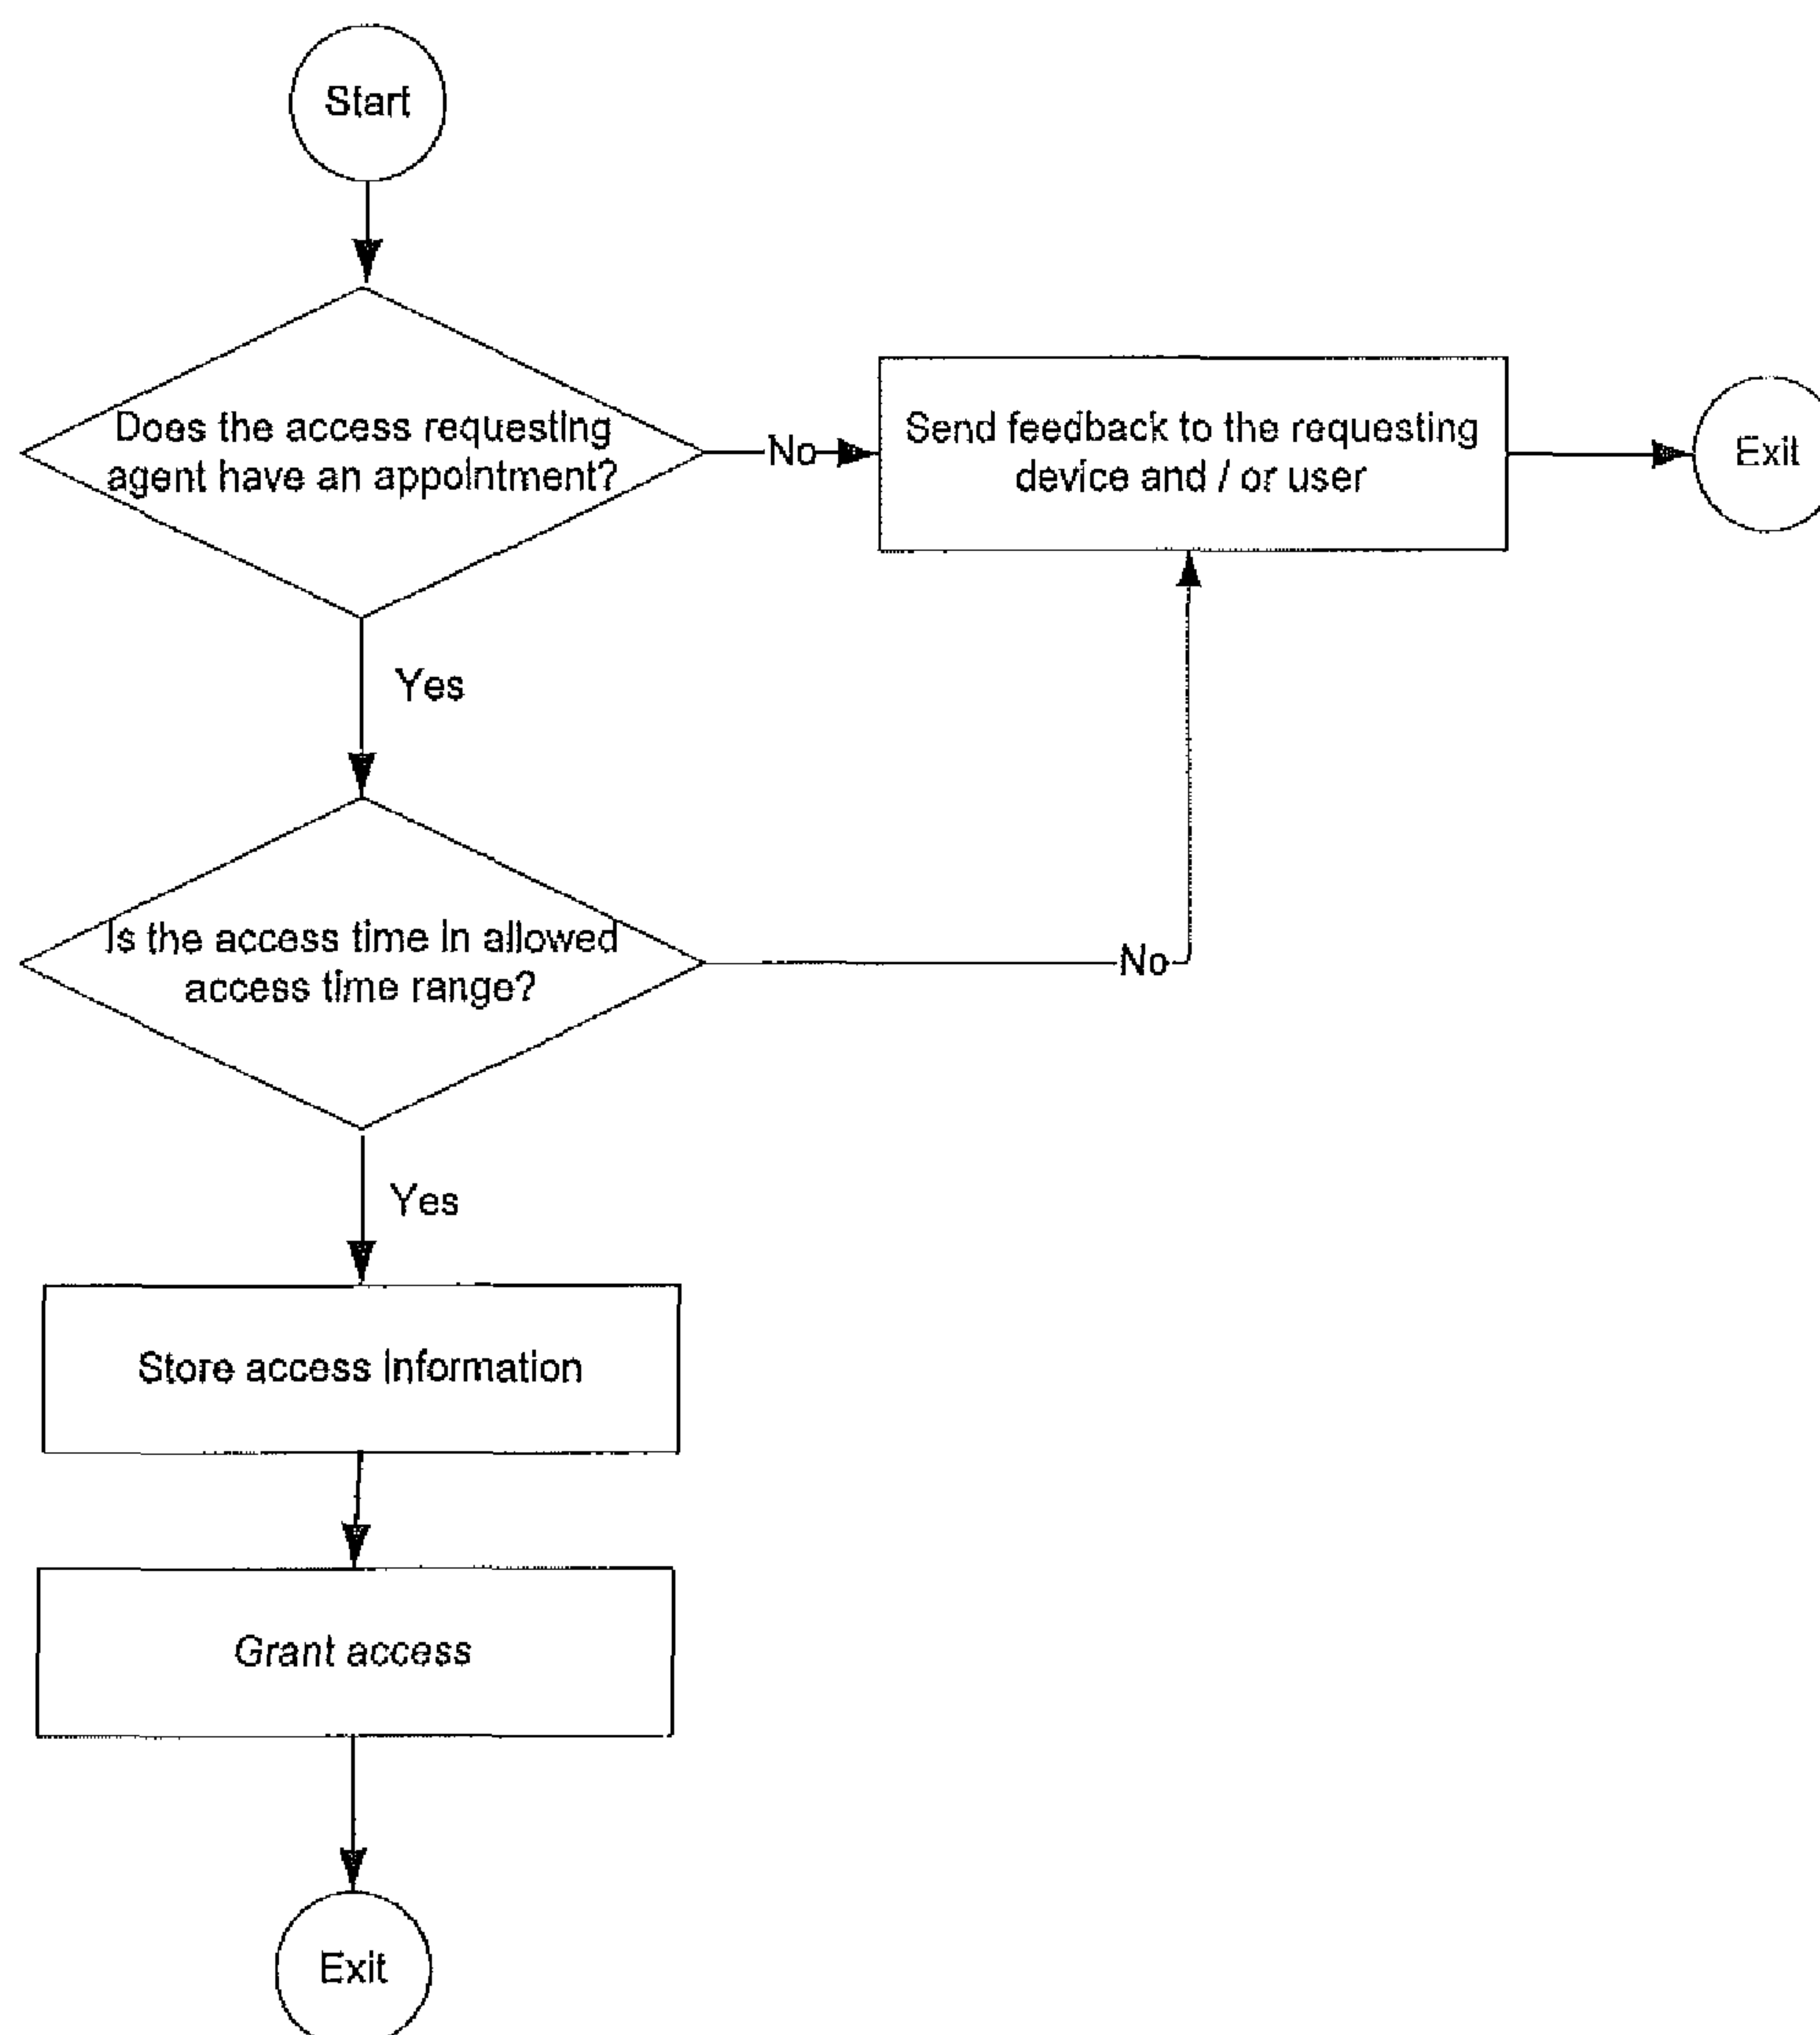 Start
Does the access requesting
agent have an appointment?
No
Send feedback to the requesting
device and / or user
Exit
Yes
Is the access time in allowed
access time range?
No
Yes
Store access information
Grant access
Exit